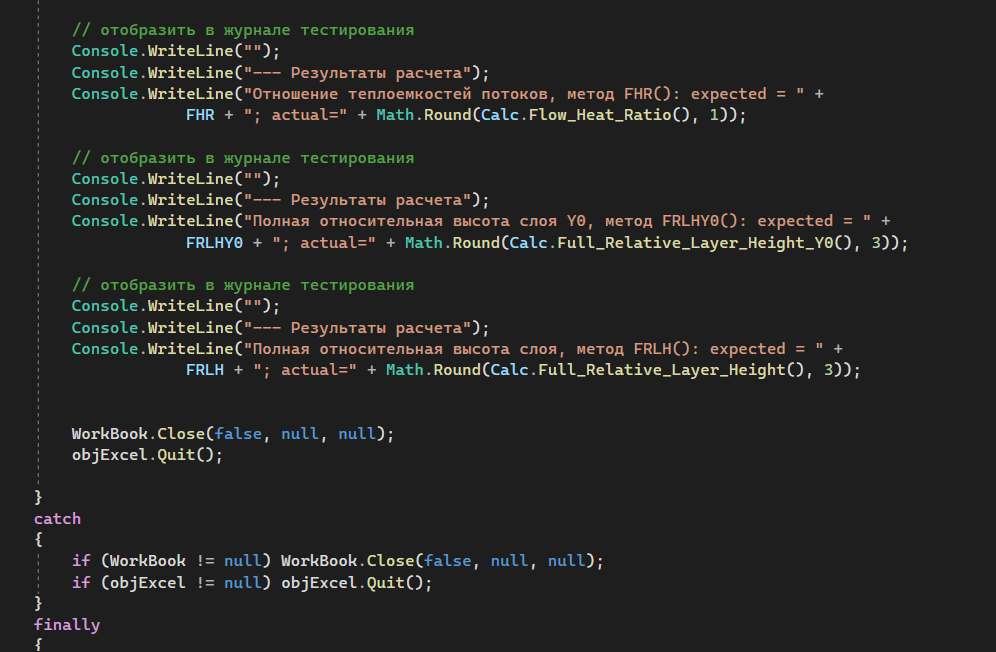 // отобразить в журнале тестирования
Console.WriteLine("");
Console.WriteLine("--- Результаты расчета");
Console.WriteLine("Отношение теплоемкостей потоков, метод FHR(): expected = " +
FHR + "; actual=" + Math.Round(Calc.Flow_Heat_Ratio(), 1));
// отобразить в журнале тестирования
Console.WriteLine("");
Console.WriteLine("--- Результаты расчета");
Console.WriteLine("Полная относительная высота слоя Y0, метод FRLHY0(): expected = " +
FRLHY0 + "; actual=" + Math.Round(Calc.Full_Relative_Layer_Height_Y0(), 3));
// отобразить в журнале тестирования
Console.WriteLine("");
Console.WriteLine("--- Результаты расчета");
Console.WriteLine("Полная относительная высота слоя, метод FRLH(): expected = " +
FRLH + "; actual=" + Math.Round(Calc.Full_Relative_Layer_Height(), 3));
WorkBook.Close(false, null, null);
objExcel.Quit();
}
catch
{
if (WorkBook != null) WorkBook.Close(false, null, null);
if (objExcel != null) objExcel.Quit();
}
finally
{